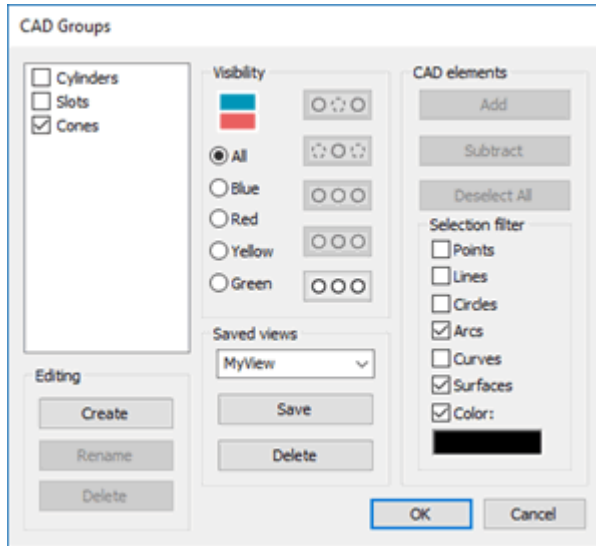 CAD Groups
Cylinders
Slots
Cones
Editing
Create
Rename
Delete
Visibility
All
Blue
Red
Yellow
Green
Saved views
MyView
Save
Delete
CAD elements
Add
Subtract
Deselect All
Selection filter
Points
Lines
Circles
Arcs
Curves
Surfaces
Color:
OK
Cancel